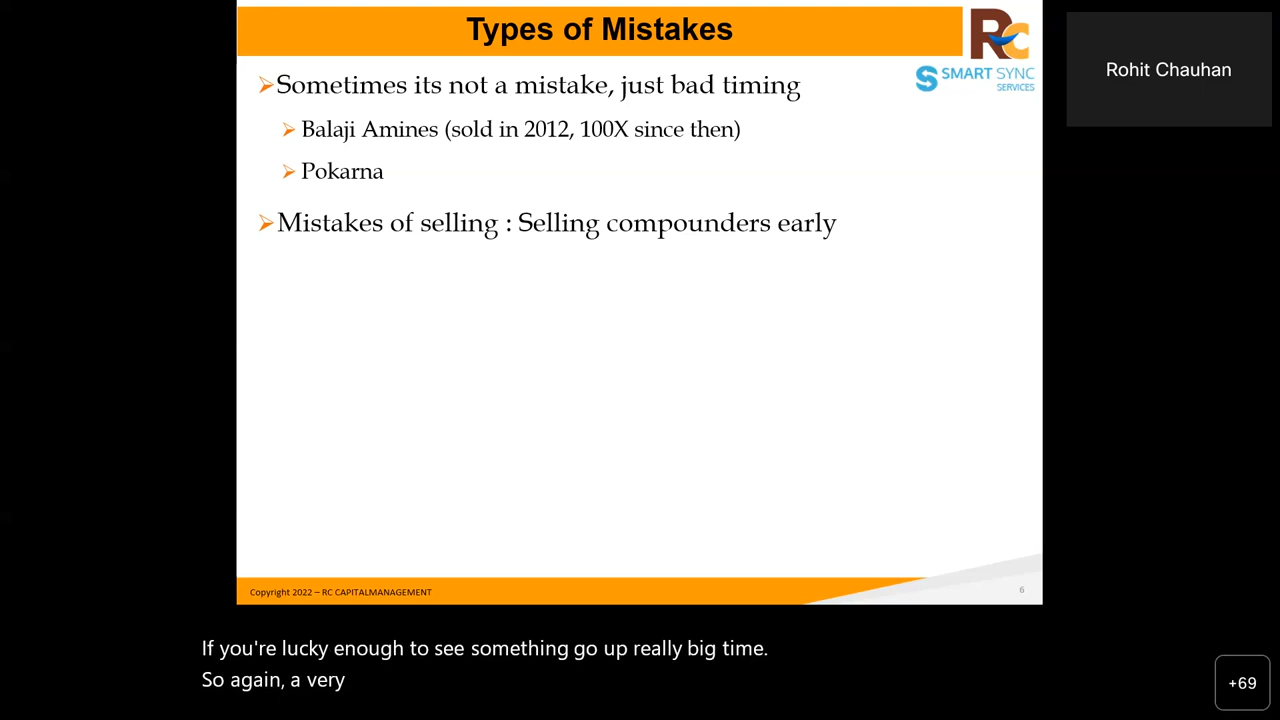 Types of Mistakes
RC
SMART SYNC
SERVICES
Rohit Chauhan
Sometimes its not a mistake, just bad timing
Balaji Amines (sold in 2012, 100X since then)
Pokarna
Mistakes of selling : Selling compounders early
Copyright 2022 – RC CAPITALMANAGEMENT
6
If you're lucky enough to see something go up really big time.
So again, a very
+69